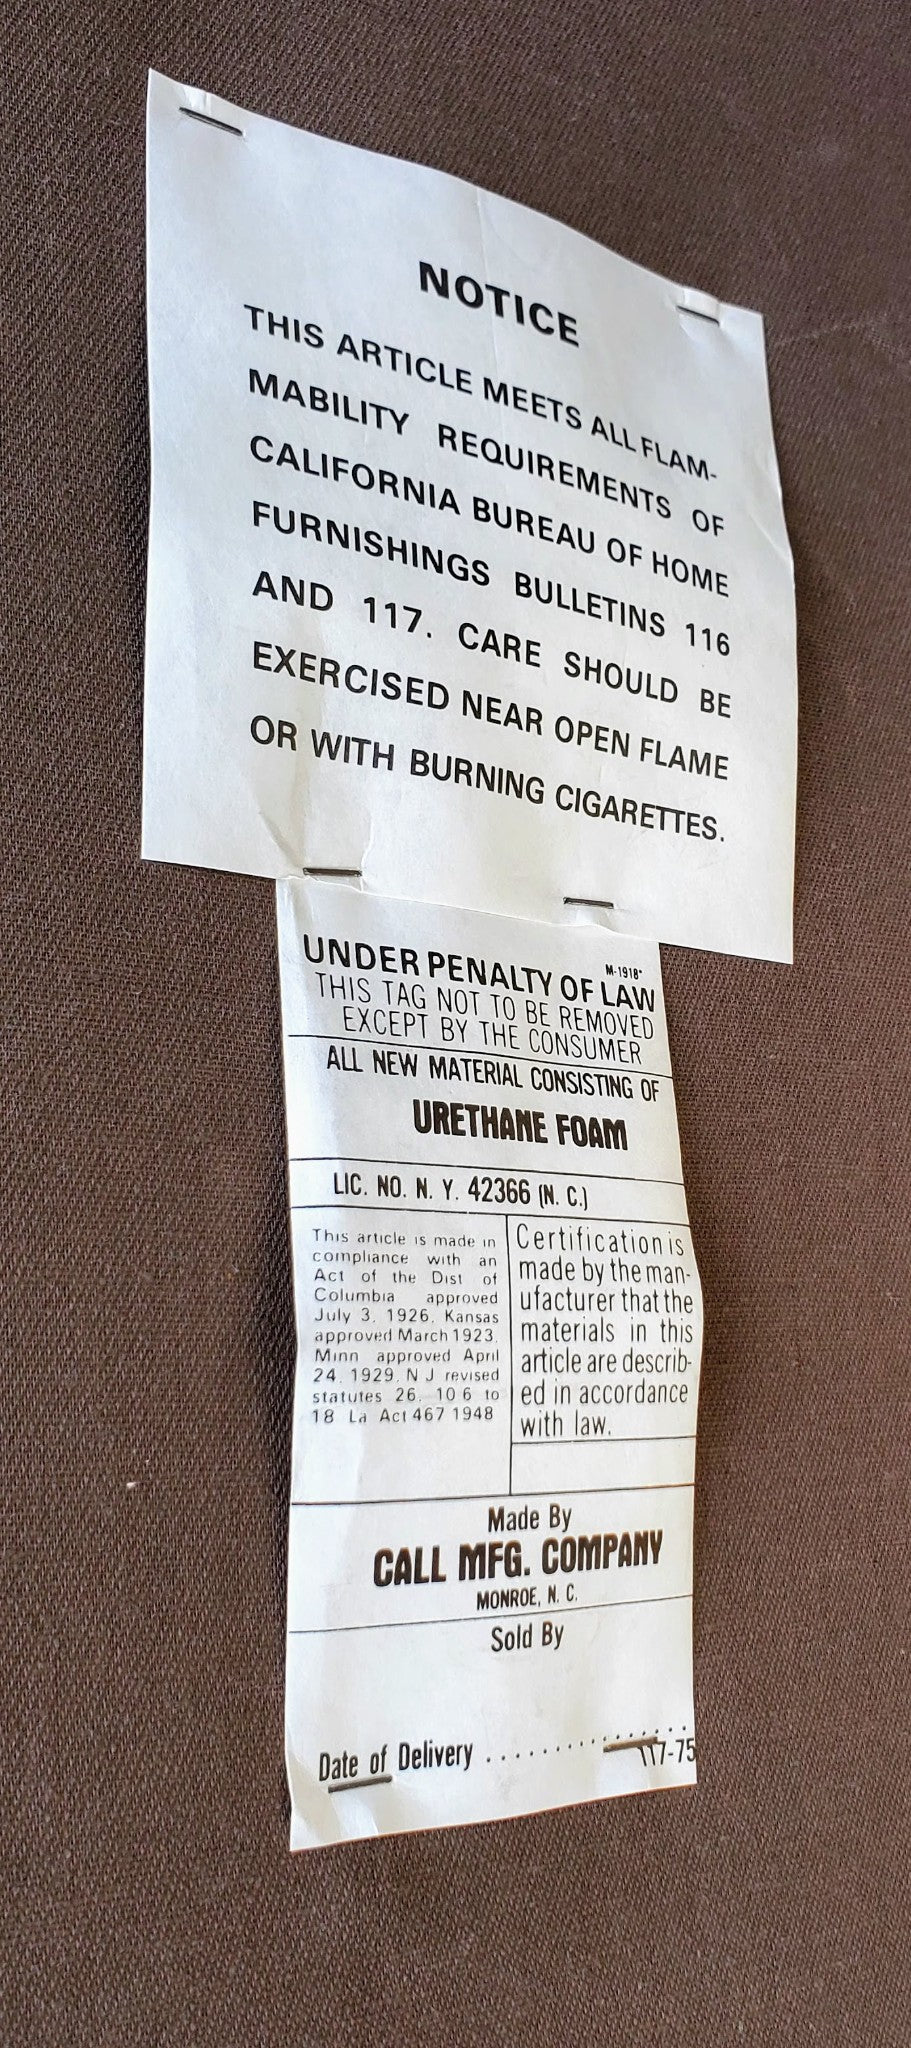 NOTICE
THIS ARTICLE MEETS ALL FLAM-
MABILITY REQUIREMENTS OF
CALIFORNIA BUREAU OF HOME
FURNISHINGS BULLETINS 116
AND 117. CARE SHOULD BE
EXERCISED NEAR OPEN FLAME
OR WITH BURNING CIGARETTES.
M-1918
UNDER PENALTY OF LAW
THIS TAG NOT TO BE REMOVED
EXCEPT BY THE CONSUMER
ALL NEW MATERIAL CONSISTING OF
URETHANE FOAM
LIC. NO. N. Y. 42366 (N. C.)
This article is made in
compliance with an
Act of the Dist of
Columbia approved
July 3, 1926, Kansas
approved March 1923,
Minn approved April
24, 1929, N J revised
statutes 26, 10 6 to
18 La Act 467 1948
Certification is
made by the man-
ufacturer that the
materials in this
article are describ-
ed in accordance
with law.
Made By
CALL MFG. COMPANY
MONROE, N. C.
Sold By
Date of Delivery .................
117-75